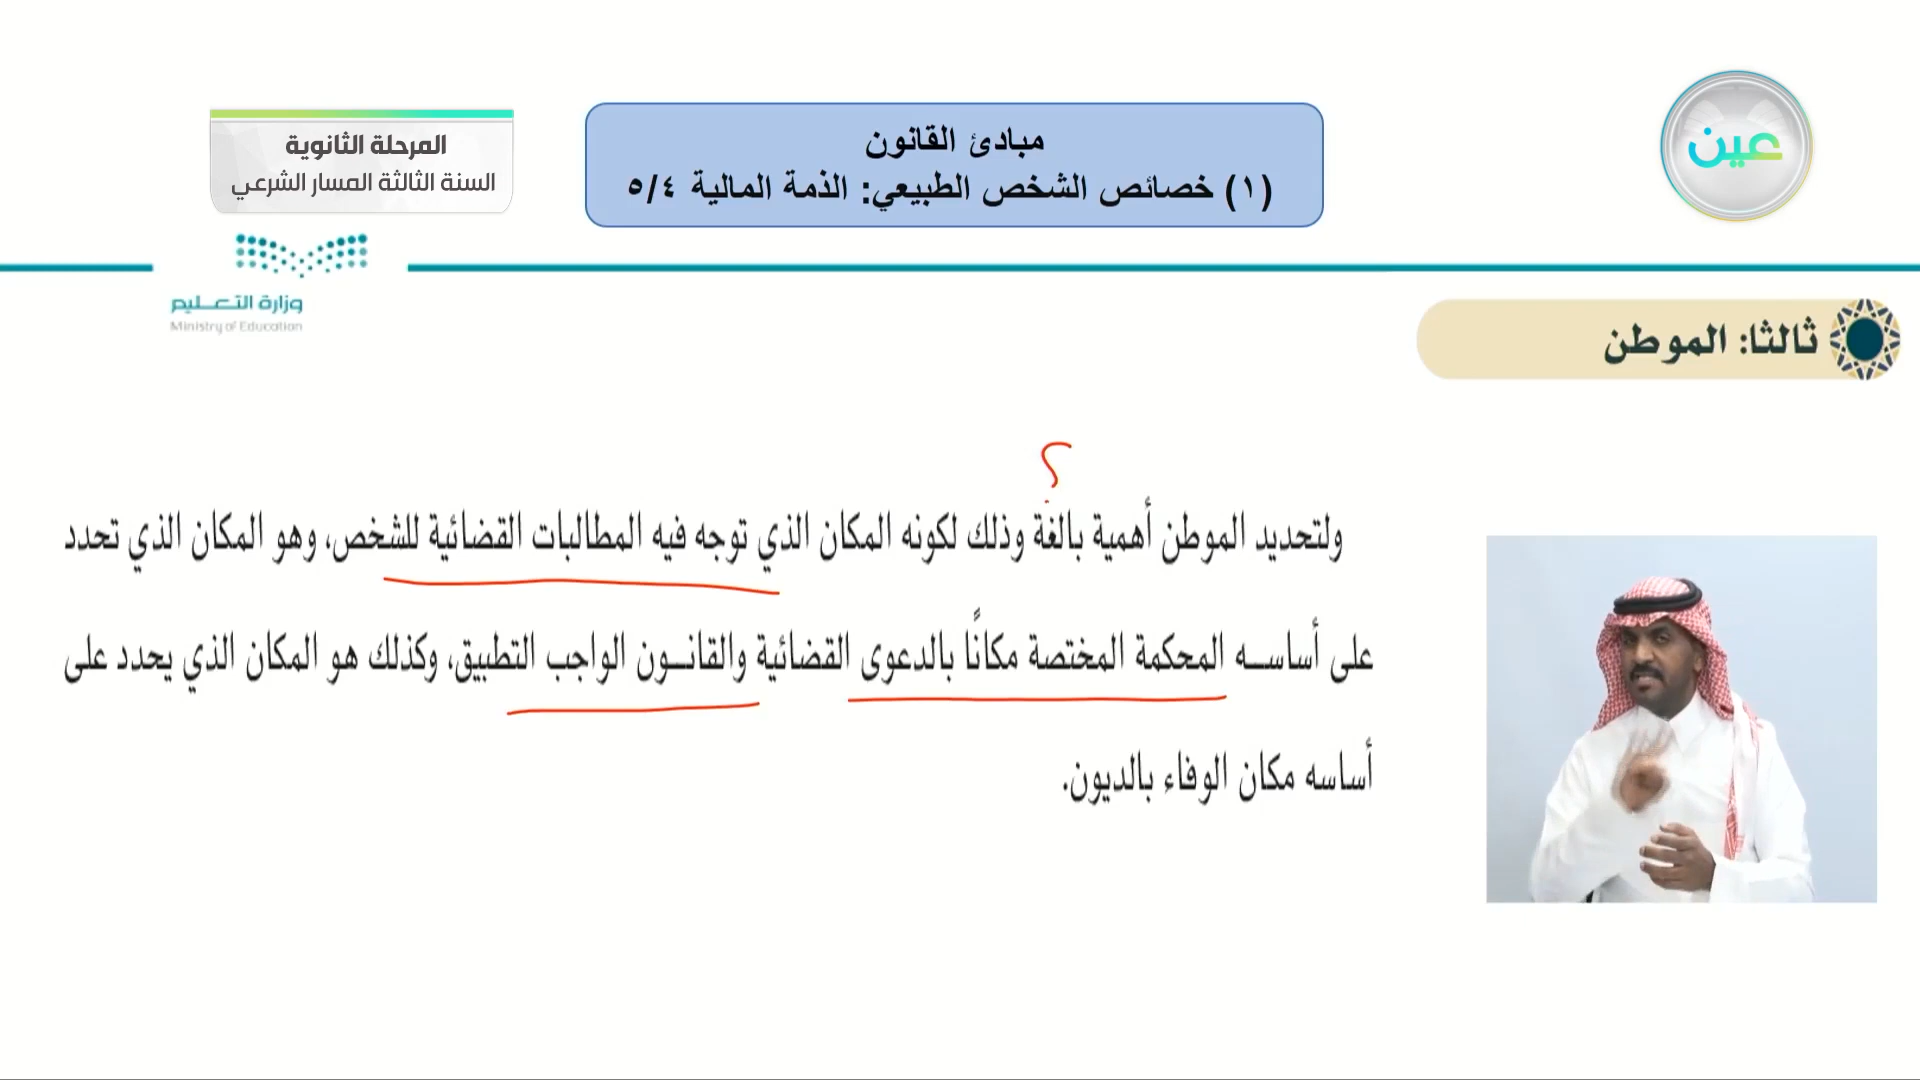 عين
مبادئ القانون
(١) خصائص الشخص الطبيعي: الذمة المالية ٥/٤
المرحلة الثانوية
السنة الثالثة المسار الشرعي
وزارة التعليم
Ministry of Education
ثالثا: الموطن
؟
ولتحديد الموطن أهمية بالغة وذلك لكونه المكان الذي توجه فيه المطالبات القضائية للشخص، وهو المكان الذي تحدد
على أساسه المحكمة المختصة مكانًا بالدعوى القضائية والقانون الواجب التطبيق، وكذلك هو المكان الذي يحدد على
أساسه مكان الوفاء بالديون.